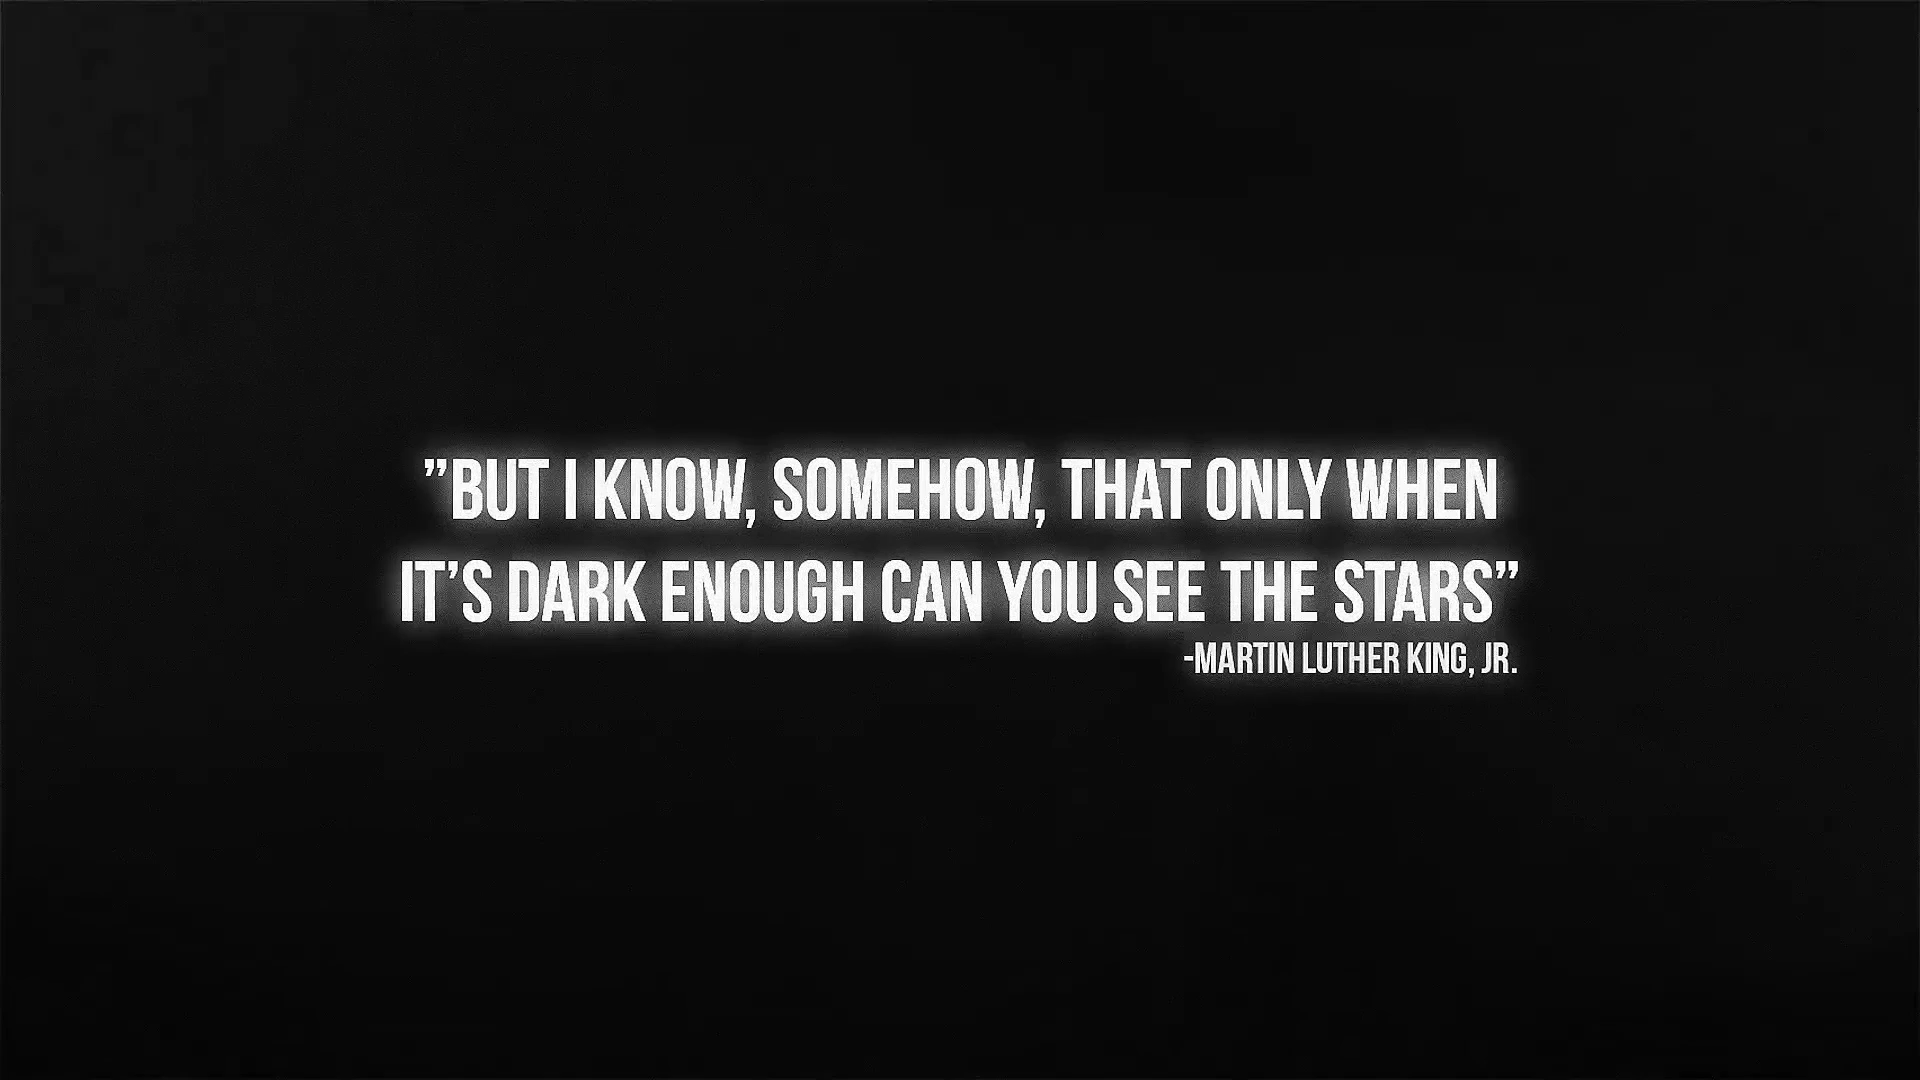 ”BUT I KNOW, SOMEHOW, THAT ONLY WHEN
IT’S DARK ENOUGH CAN YOU SEE THE STARS”
-MARTIN LUTHER KING, JR.